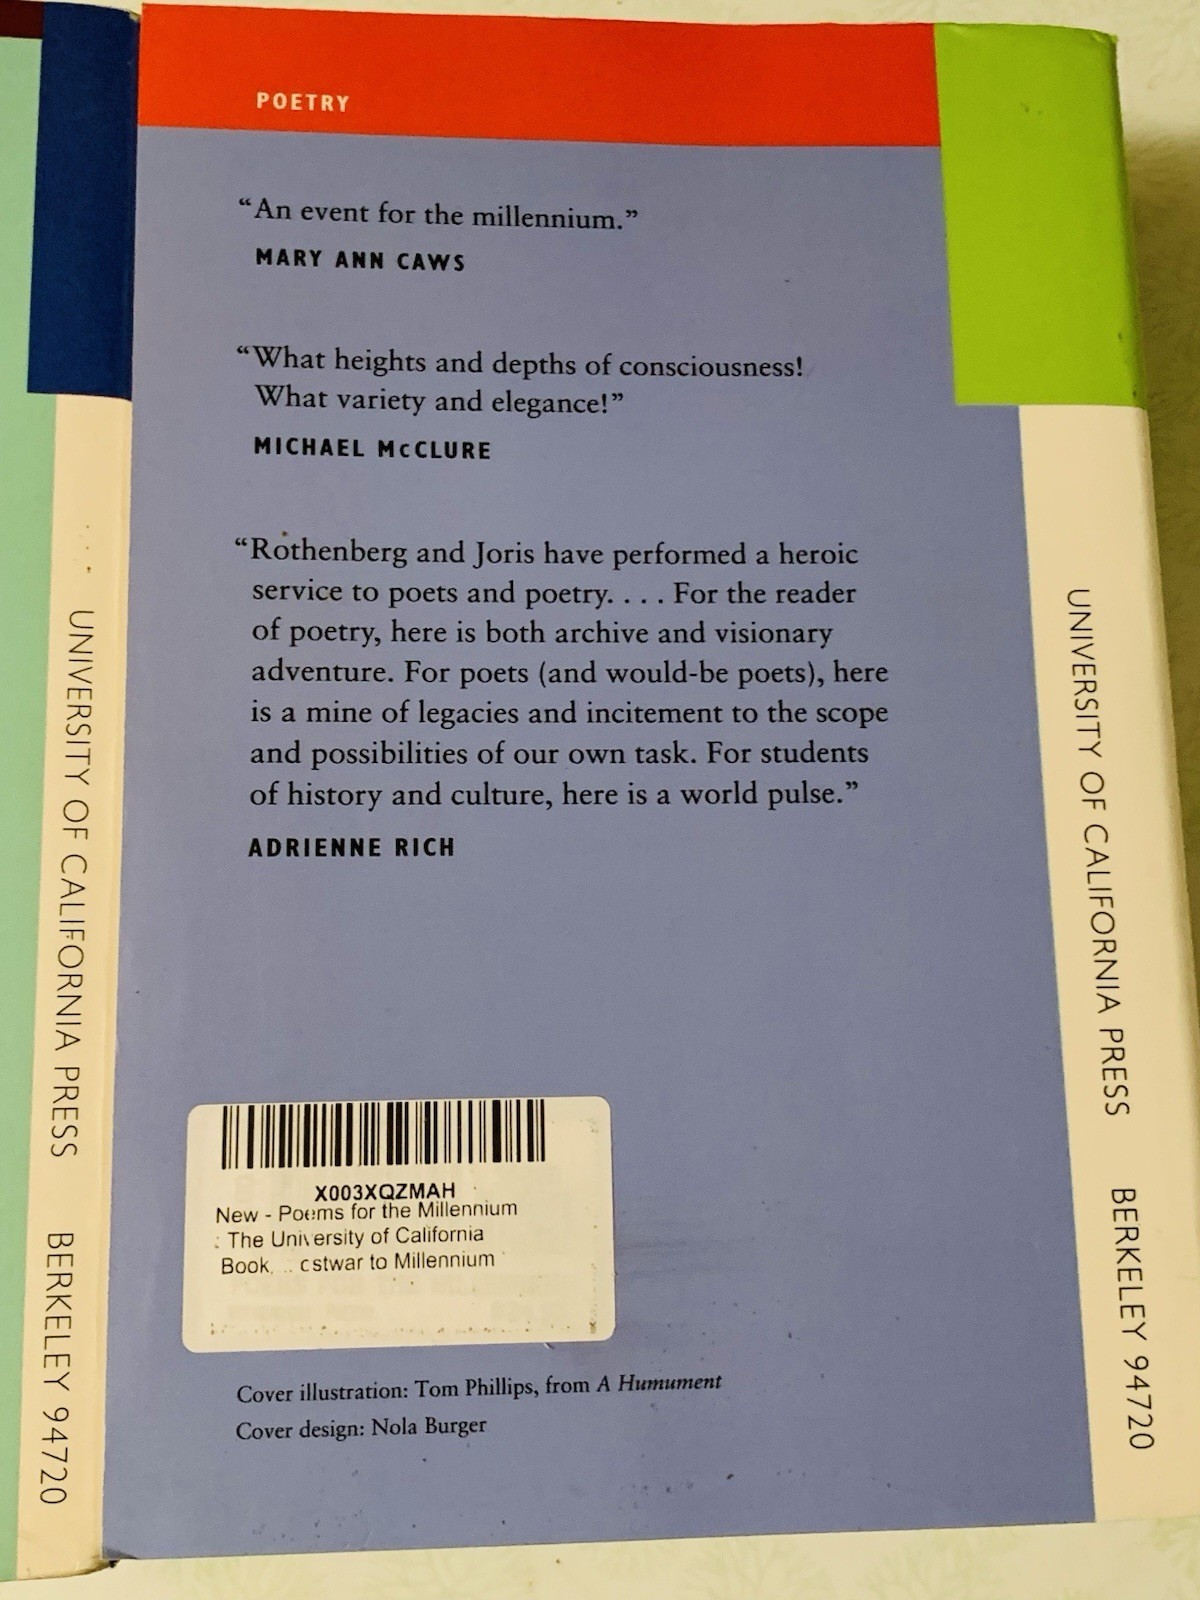 POETRY
“An event for the millennium.”
MARY ANN CAWS
“What heights and depths of consciousness!
What variety and elegance!”
MICHAEL McCLURE
“Rothenberg and Joris have performed a heroic
service to poets and poetry. . . . For the reader
of poetry, here is both archive and visionary
adventure. For poets (and would-be poets), here
is a mine of legacies and incitement to the scope
and possibilities of our own task. For students
of history and culture, here is a world pulse.”
ADRIENNE RICH
X003XQZMAH
New - Poems for the Millennium
: The University of California
Book, ... stwar to Millennium
Cover illustration: Tom Phillips, from A Humument
Cover design: Nola Burger
UNIVERSITY OF CALIFORNIA PRESS BERKELEY 94720
UNIVERSITY OF CALIFORNIA PRESS BERKELEY 94720